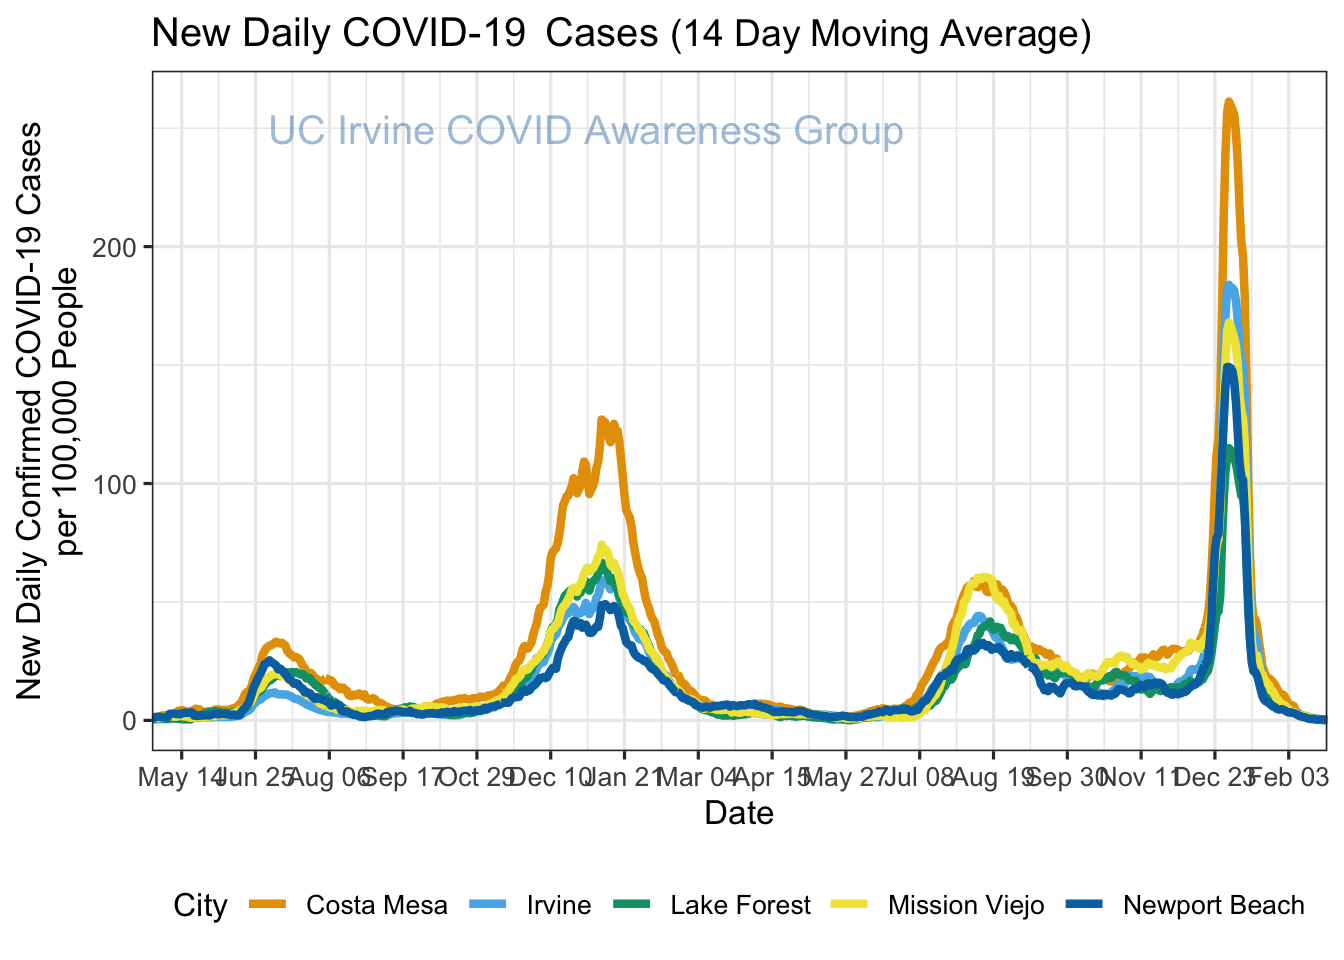 New Daily COVID-19 Cases (14 Day Moving Average)
UC Irvine COVID Awareness Group
New Daily Confirmed COVID-19 Cases
per 100,000 People
200
100
0
May 14 Jun 25 Aug 06 Sep 17 Oct 29 Dec 10 Jan 21 Mar 04 Apr 15 May 27 Jul 08 Aug 19 Sep 30 Nov 11 Dec 23 Feb 03
Date
City Costa Mesa Irvine Lake Forest Mission Viejo Newport Beach